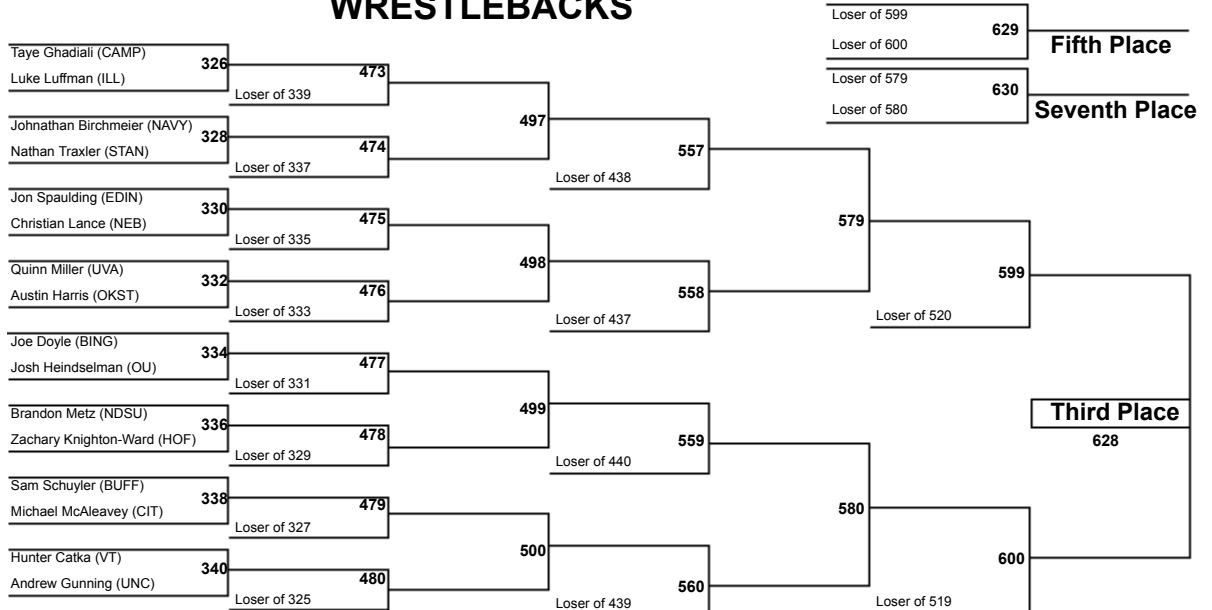 WRESTLEBACKS
Loser of 599
629
Loser of 600
Fifth Place
Loser of 579
630
Loser of 580
Seventh Place
Taye Ghadiali (CAMP)
326
Luke Luffman (ILL)
473
Loser of 339
497
Johnathan Birchmeier (NAVY)
328
Nathan Traxler (STAN)
474
Loser of 337
557
Loser of 438
Jon Spaulding (EDIN)
330
Christian Lance (NEB)
475
Loser of 335
579
498
Quinn Miller (UVA)
332
Austin Harris (OKST)
476
Loser of 333
558
Loser of 437
599
Loser of 520
Joe Doyle (BING)
334
Josh Heindselman (OU)
477
Loser of 331
499
Third Place
628
Brandon Metz (NDSU)
336
Zachary Knighton-Ward (HOF)
478
Loser of 329
559
Loser of 440
Sam Schuyler (BUFF)
338
Michael McAleavey (CIT)
479
Loser of 327
580
500
Hunter Catka (VT)
340
Andrew Gunning (UNC)
480
Loser of 325
560
Loser of 439
600
Loser of 519